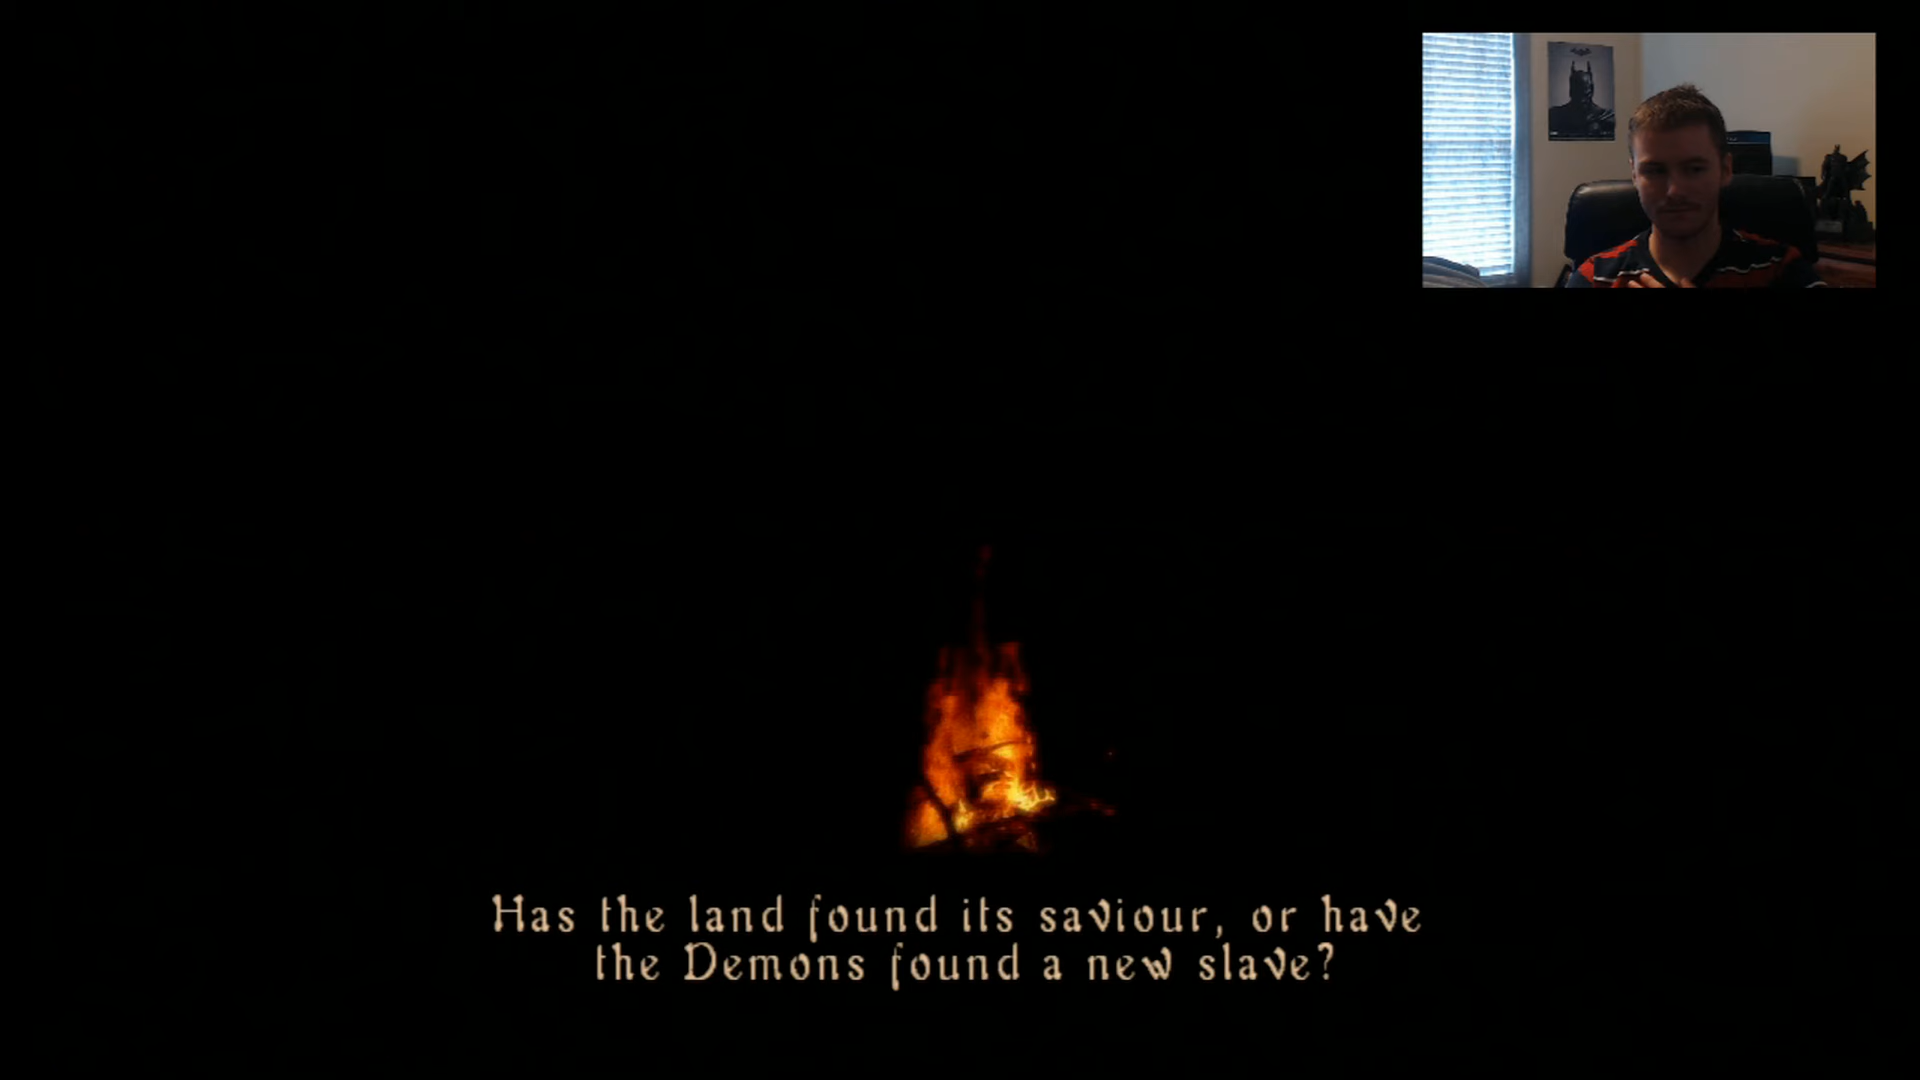 Has the land found its saviour, or have
the Demons found a new slave?